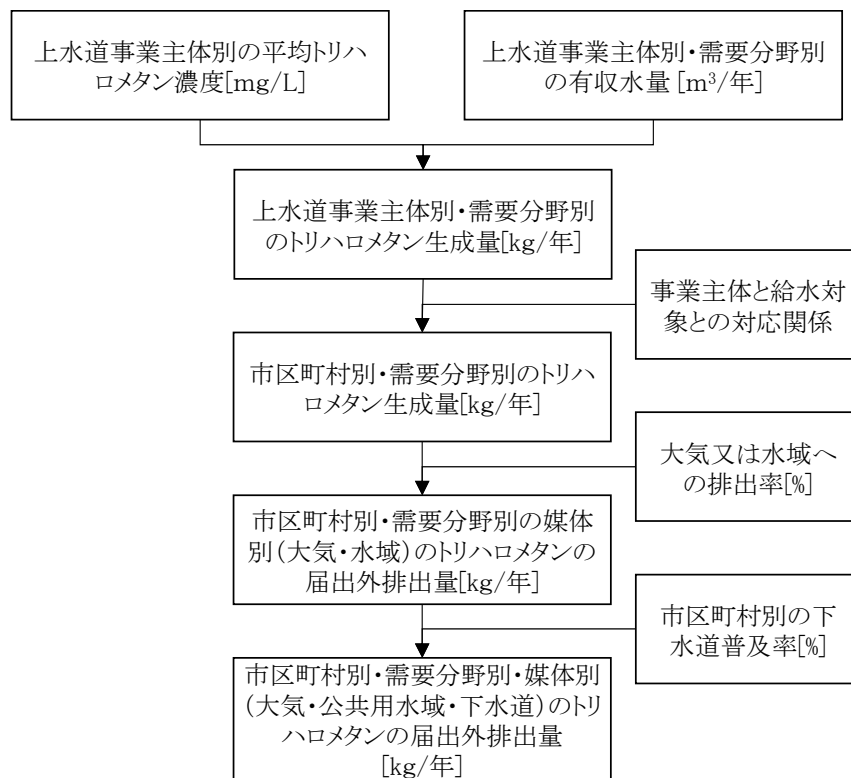 上水道事業主体別の平均トリハ
ロメタン濃度[mg/L]
上水道事業主体別・需要分野別
の有収水量 [m³/年]
上水道事業主体別・需要分野別
のトリハロメタン生成量[kg/年]
事業主体と給水対
象との対応関係
市区町村別・需要分野別のトリハ
ロメタン生成量[kg/年]
大気又は水域へ
の排出率[%]
市区町村別・需要分野別の媒体
別(大気・水域)のトリハロメタンの
届出外排出量[kg/年]
市区町村別の下
水道普及率[%]
市区町村別・需要分野別・媒体別
(大気・公共用水域・下水道)のトリ
ハロメタンの届出外排出量
[kg/年]